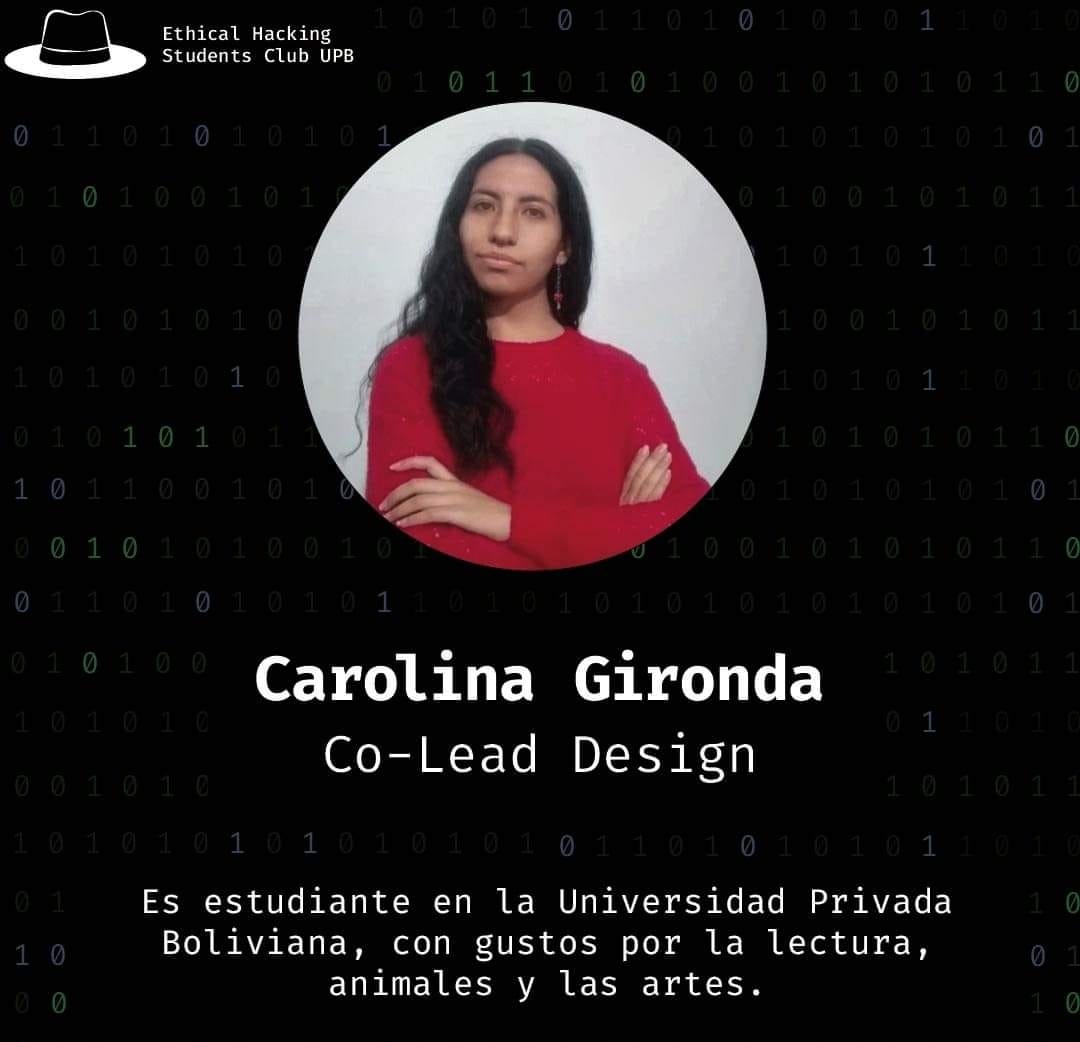 Ethical Hacking
Students Club UPB
Carolina Gironda
Co-Lead Design
Es estudiante en la Universidad Privada
Boliviana, con gustos por la lectura,
animales y las artes.